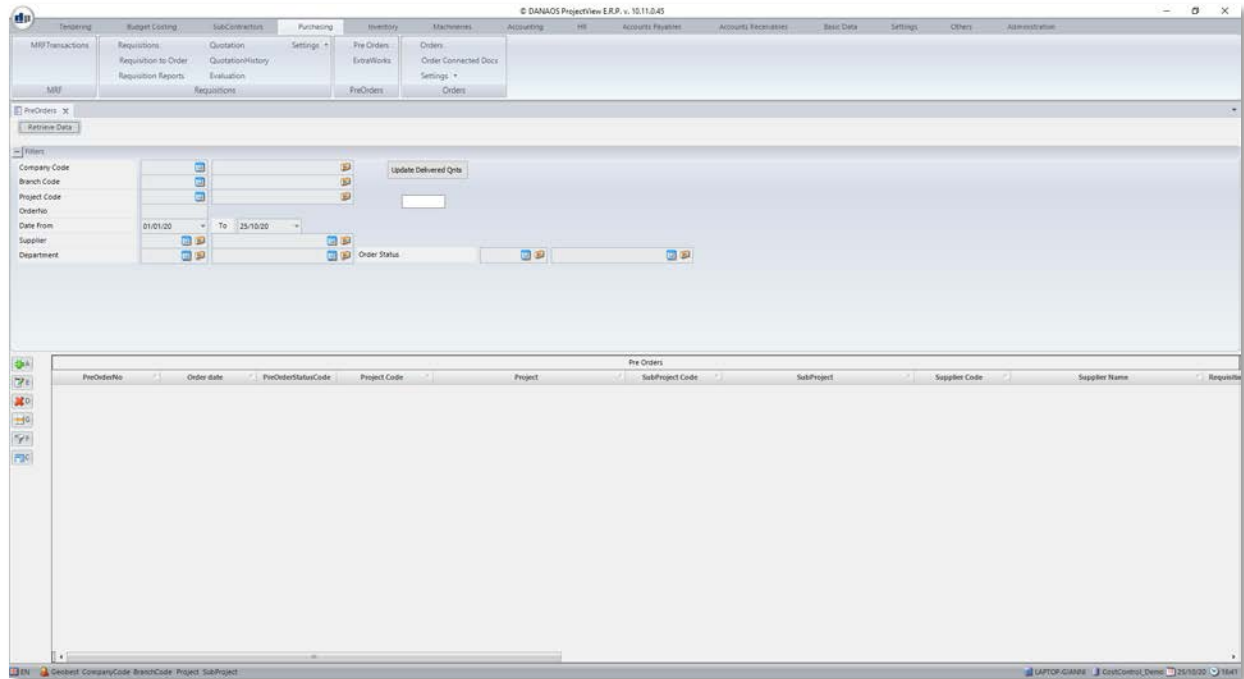 © DANAOS ProjectView E.R.P. v. 10.11.0.45
Tendering Budget Costing SubContractors Purchasing Inventory Machineries Accounting HR Accounts Payables Accounts Receivables Basic Data Settings Others Administration
MRFTransactions Requisitions Quotation Settings Pre Orders Orders
Requisition to Order QuotationHistory ExtraWorks Order Connected Docs
Requisition Reports Evaluation Settings
MRF Requisitions PreOrders Orders
PreOrders
Retrieve Data
Filters
Company Code Update Delivered Qnts
Branch Code
Project Code
OrderNo
Date From 01/01/20 To 25/10/20
Supplier
Department Order Status
Pre Orders
PreOrderNo Order date PreOrderStatusCode Project Code Project SubProject Code SubProject Supplier Code Supplier Name Requisitio
A
E
D
G
F
C
EN Geobest CompanyCode BranchCode Project SubProject LAPTOP-GIANNI CostControl_Demo 25/10/20 18:41